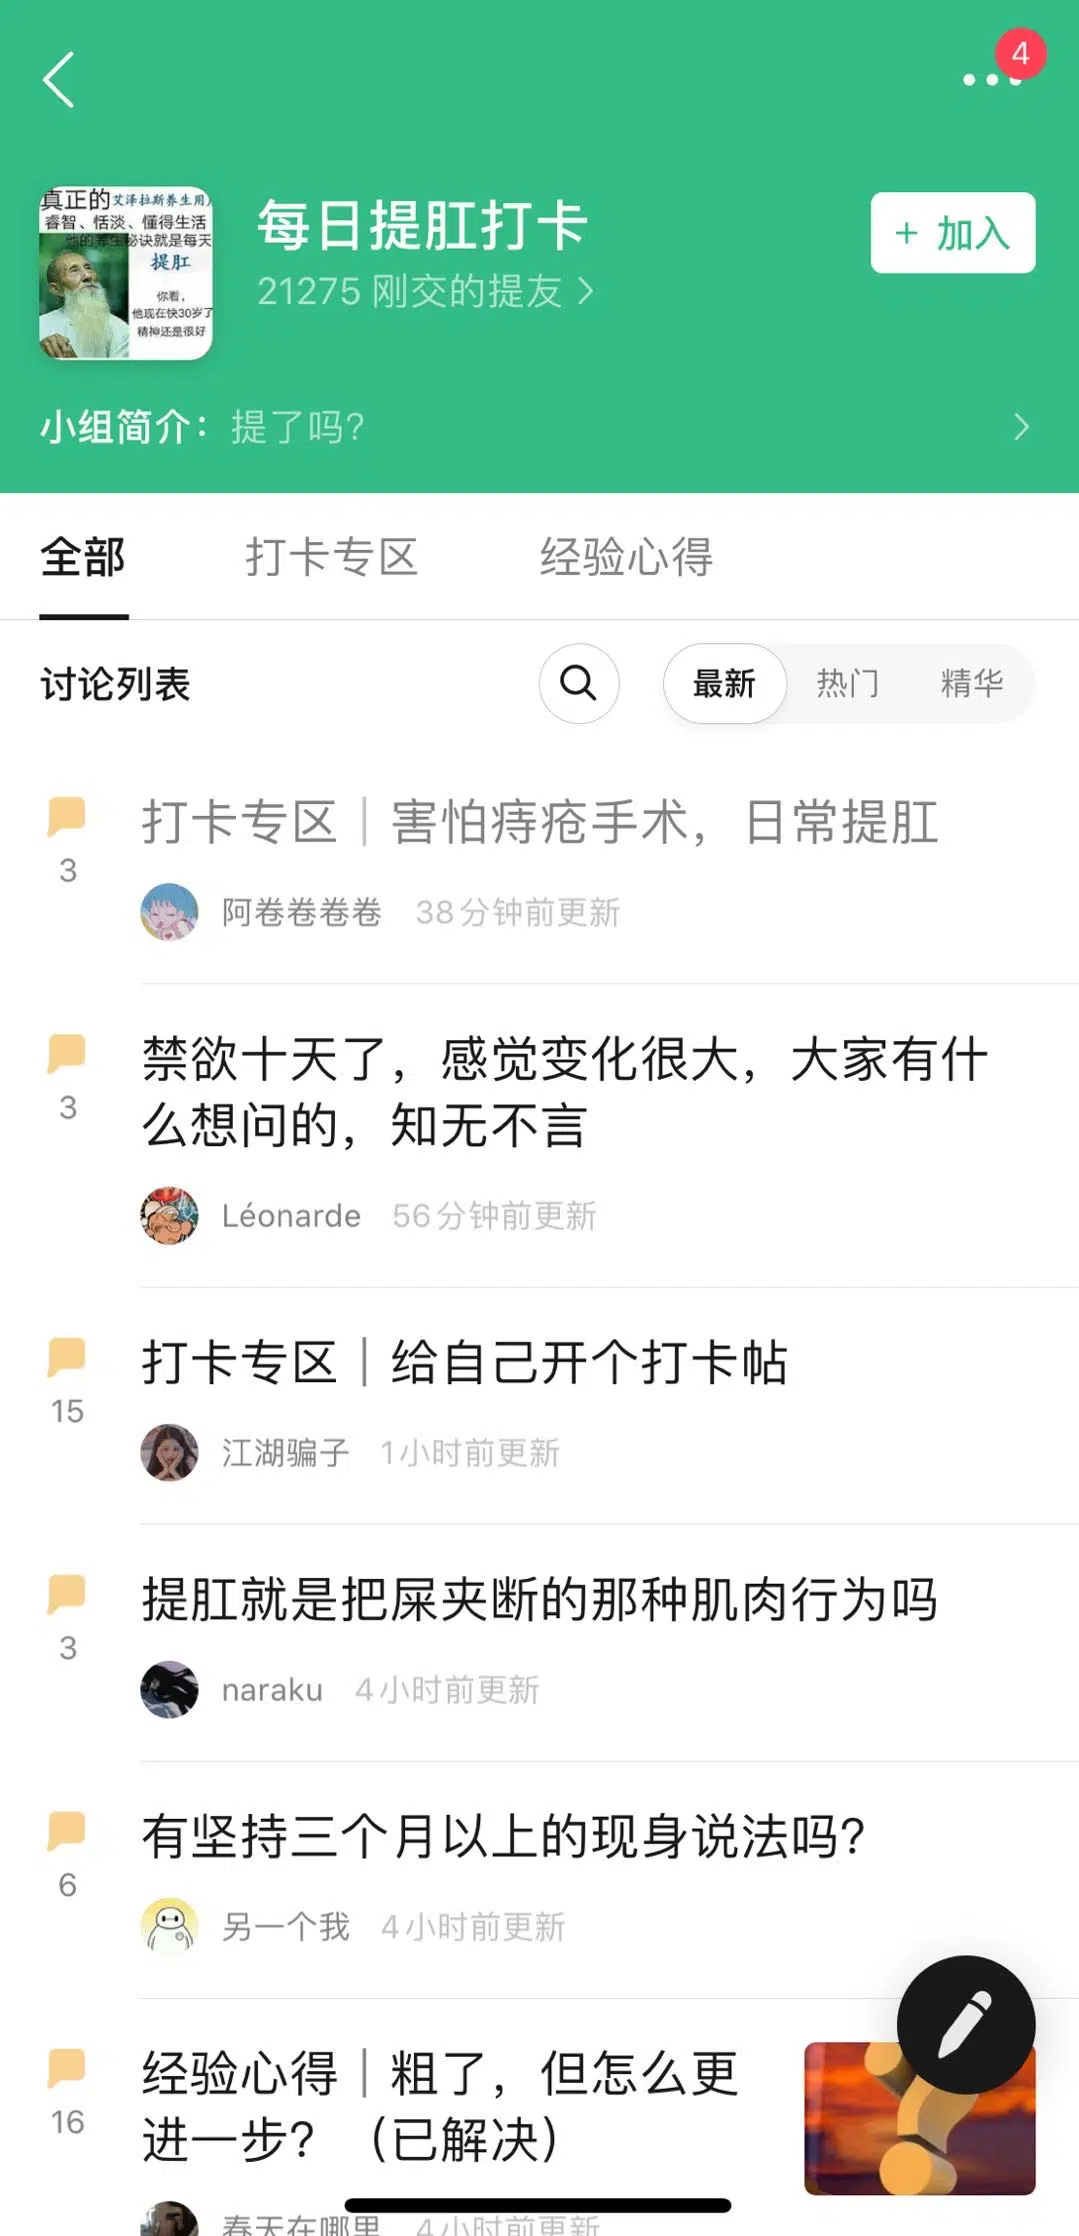 4
真正的艾泽拉斯养生用
睿智、恬淡、懂得生活
他的养生秘诀就是每天
提肛
你看，
他现在快30岁了
精神还是很好
每日提肛打卡
+ 加入
21275 刚交的提友 >
小组简介：提了吗？
全部 打卡专区 经验心得
讨论列表 最新 热门 精华
打卡专区｜害怕痔疮手术，日常提肛
3
阿卷卷卷卷 38分钟前更新
禁欲十天了，感觉变化很大，大家有什
么想问的，知无不言
3
Léonarde 56分钟前更新
打卡专区｜给自己开个打卡帖
15
江湖骗子 1小时前更新
提肛就是把屎夹断的那种肌肉行为吗
3
naraku 4小时前更新
有坚持三个月以上的现身说法吗？
6
另一个我 4小时前更新
经验心得｜粗了，但怎么更
进一步？（已解决）
16
春天在哪里 4小时前更新